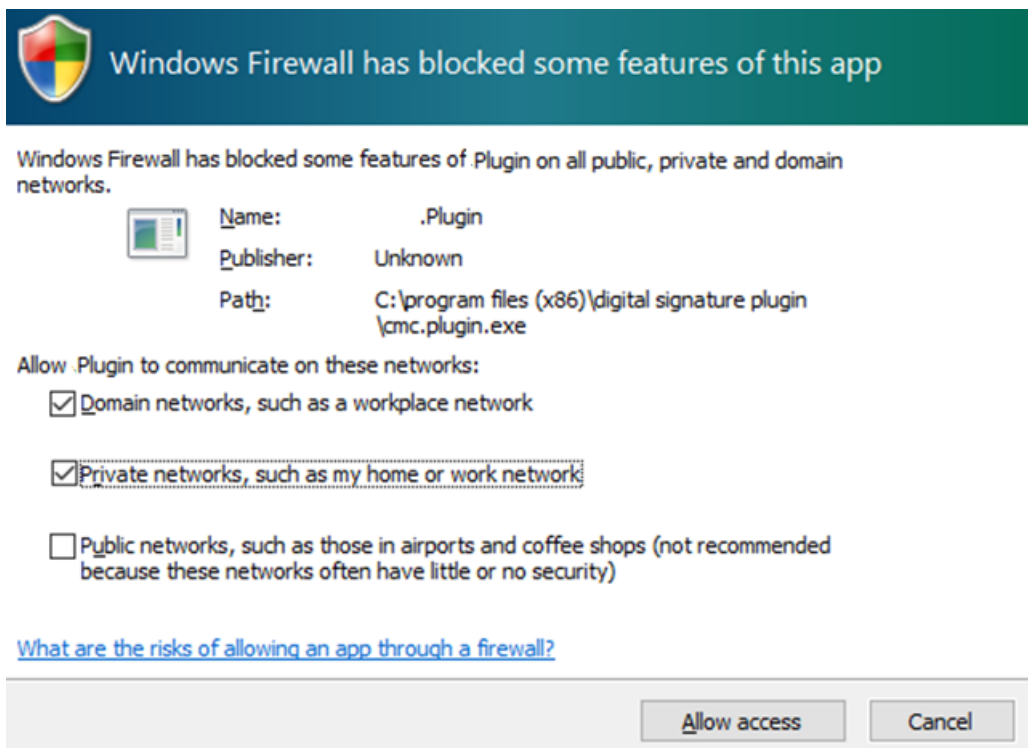 Windows Firewall has blocked some features of this app
Windows Firewall has blocked some features of .Plugin on all public, private and domain
networks.
Name: .Plugin
Publisher: Unknown
Path: C:\program files (x86)\digital signature plugin
\cmc.plugin.exe
Allow .Plugin to communicate on these networks:
Domain networks, such as a workplace network
Private networks, such as my home or work network
Public networks, such as those in airports and coffee shops (not recommended
because these networks often have little or no security)
What are the risks of allowing an app through a firewall?
Allow access Cancel